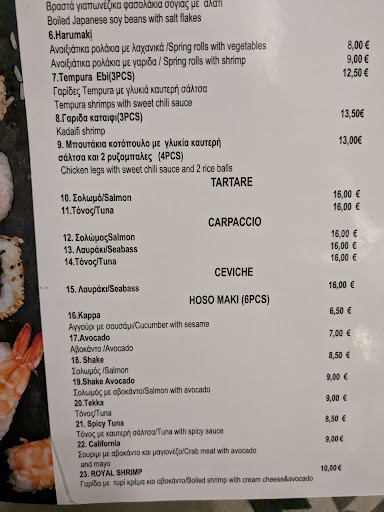 Βραστά γιαπωνέζικα φασολάκια σόγιας με αλάτι
Boiled Japanese soy beans with salt flakes
6.Harumakį
Ανοιξιάτικα ρολάκια με λαχανικά /Spring rolls with vegetables 8,00 €
Ανοιξιάτικα ρολάκια με γαριδα / Spring rolls with shrimp 9,00 €
7.Tempura Ebi(3PCS) 12,50 €
Γαρίδες Tempura με γλυκιά καυτερή σάλτσα
Tempura shrimps with sweet chili sauce
8.Γαριδα καταιφι(3PCS) 13,50€
Kadaifi shrimp
9. Μπουτάκια κοτόπουλο με γλυκία καυτερή 13,00€
σάλτσα και 2 ρυζομπαλες (4PCS)
Chicken legs with sweet chili sauce and 2 rice balls
TARTARE
10. Σολωμό/Salmon 16,00 €
11.Τόνος/Tuna 16,00 €
CARPACCIO
12. ΣολώμοςSalmon 16,00 €
13. Λαυράκι/Seabass 16,00 €
14.Τόνος/Tuna 16,00 €
CEVICHE
15. Λαυράκι/Seabass 16,00 €
HOSO MAKI (6PCS)
16.Kappa 6,50 €
Αγγούρι με σουσάμι/Cucumber with sesame
17.Avocado 7,00 €
Αβοκάντο /Avocado
18. Shake 8,50 €
Σολωμός /Salmon
19.Shake Avocado 9,00 €
Σολωμός με αβοκάντο/Salmon with avocado
20.Tekka 9,00 €
Τόνος/Tuna
21. Spicy Tuna 8,50 €
Τόνος με καυτερή σάλτσα/Tuna with spicy sauce
22. California 9,00€
Σουριμι με αβοκάντο και μαγιονέζα/Crab meat with avocado
and mayo
23. ROYAL SHRIMP 10,00€
Γαρίδα με τυρί κρέμα και αβοκάντο/Boiled shrimp with cream cheese&avocado